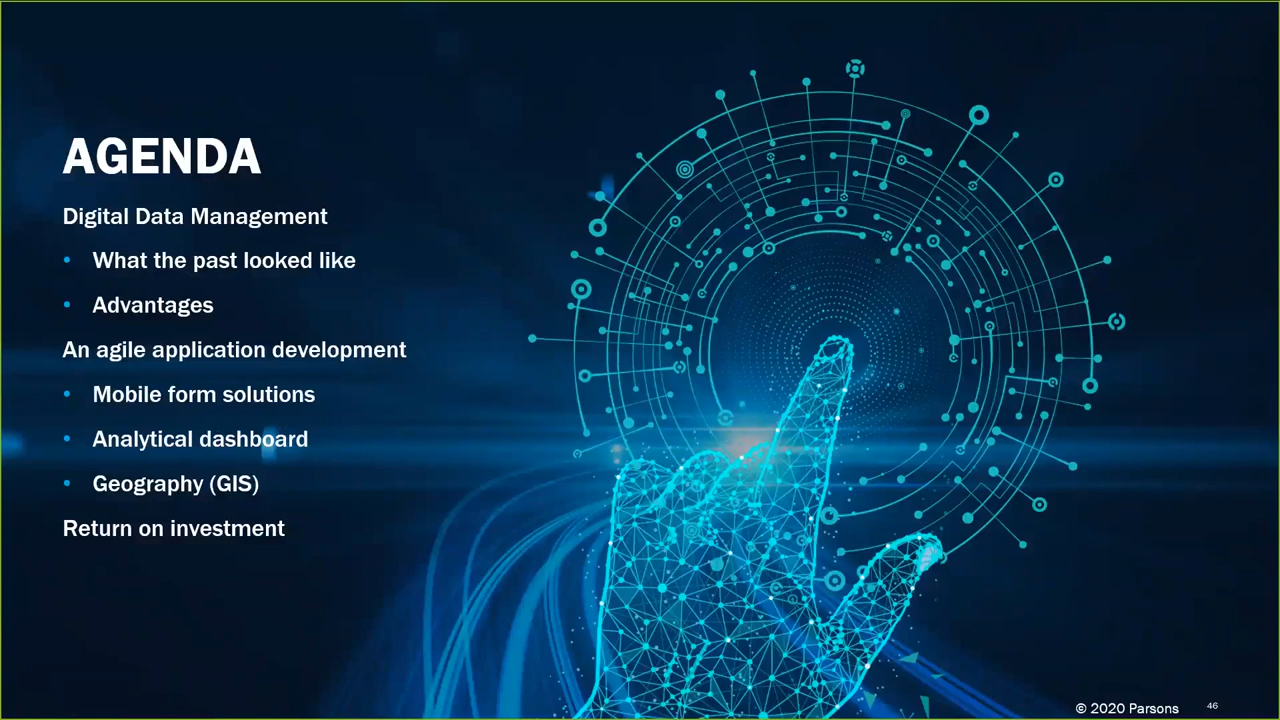 AGENDA
Digital Data Management
• What the past looked like
• Advantages
An agile application development
• Mobile form solutions
• Analytical dashboard
• Geography (GIS)
Return on investment
© 2020 Parsons 46